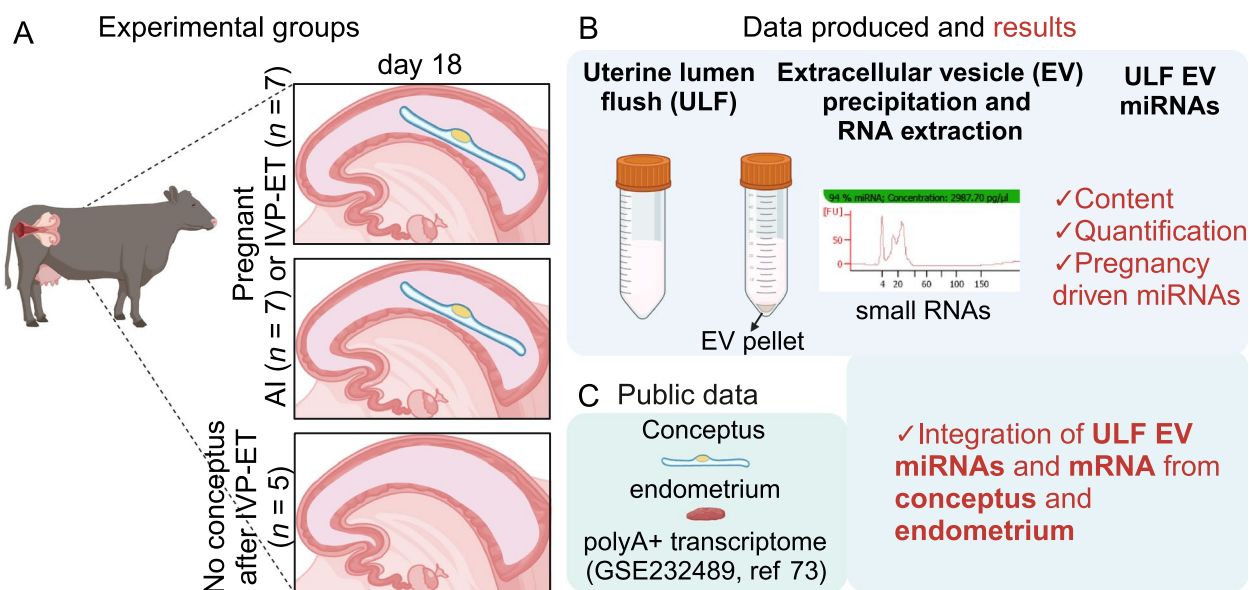 A
Experimental groups
day 18
Pregnant
AI (n = 7) or IVP-ET (n = 7)
No conceptus
after IVP-ET
(n = 5)
B
Data produced and results
Uterine lumen
flush (ULF)
Extracellular vesicle (EV)
precipitation and
RNA extraction
ULF EV
miRNAs
EV pellet
94 % miRNA; Concentration: 2987.70 pg/µl
[FU]
50
0
4 20 60 100 150
small RNAs
✓Content
✓Quantification
✓Pregnancy
driven miRNAs
C
Public data
Conceptus
endometrium
polyA+ transcriptome
(GSE232489, ref 73)
✓Integration of ULF EV
miRNAs and mRNA from
conceptus and
endometrium